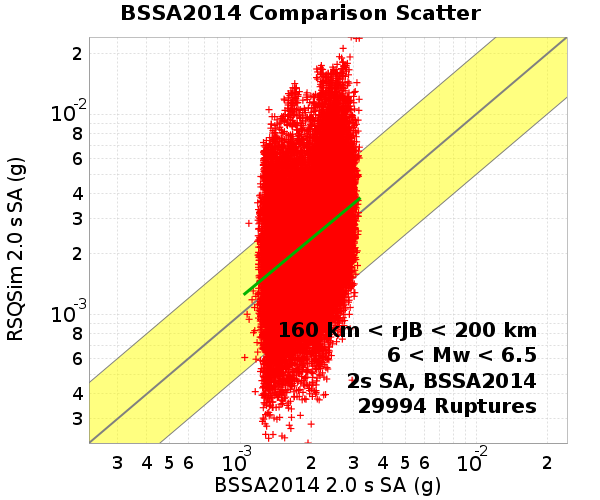 BSSA2014 Comparison Scatter
RSQSim 2.0 s SA (g)
2
10-2
8
6
4
3
2
10-3
8
6
4
3
160 km < rJB < 200 km
6 < Mw < 6.5
2s SA, BSSA2014
29994 Ruptures
3 4 5 6 10-3 2 3 4 5 6 10-2 2
BSSA2014 2.0 s SA (g)